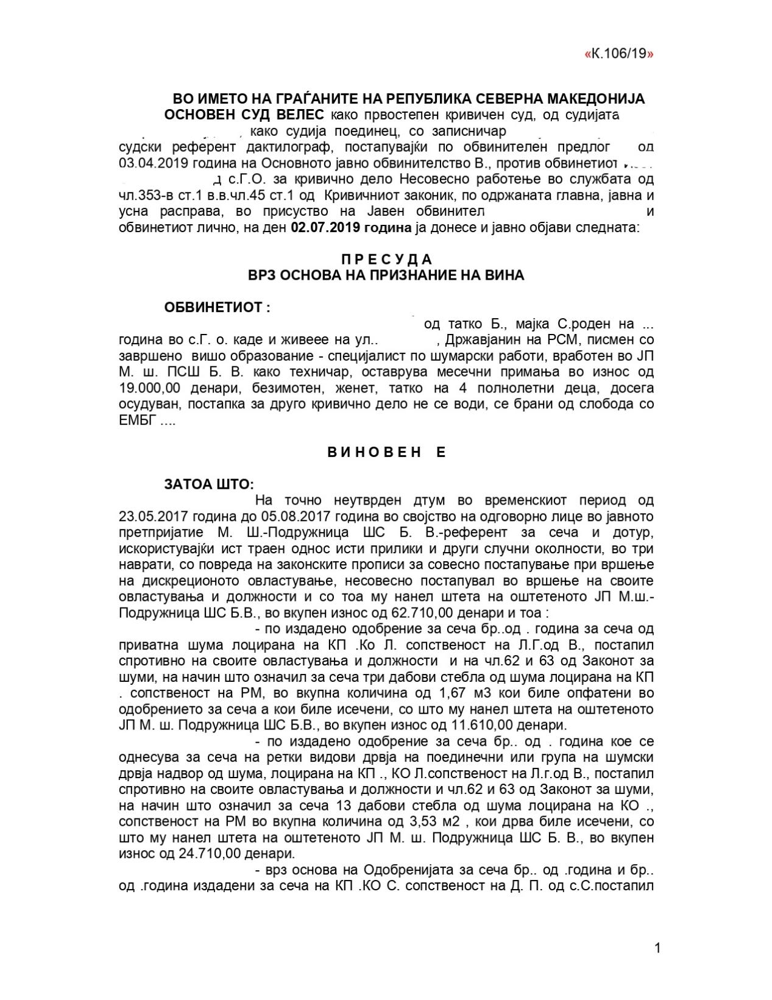 «К.106/19»
ВО ИМЕТО НА ГРАЃАНИТЕ НА РЕПУБЛИКА СЕВЕРНА МАКЕДОНИЈА
ОСНОВЕН СУД ВЕЛЕС како првостепен кривичен суд, од судијата
како судија поединец, со записничар
судски референт дактилограф, постапувајќи по обвинителен предлог од
03.04.2019 година на Основното јавно обвинителство В., против обвинетиот
д с.Г.О. за кривично дело Несовесно работење во службата од
чл.353-в ст.1 в.в.чл.45 ст.1 од Кривичниот законик, по одржаната главна, јавна и
усна расправа, во присуство на Јавен обвинител и
обвинетиот лично, на ден 02.07.2019 година ја донесе и јавно објави следната:
П Р Е С У Д А
ВРЗ ОСНОВА НА ПРИЗНАНИЕ НА ВИНА
ОБВИНЕТИОТ :
од татко Б., мајка С.роден на ...
година во с.Г. о. каде и живеее на ул.. , Државјанин на РСМ, писмен со
завршено вишо образование - специјалист по шумарски работи, вработен во ЈП
М. ш. ПСШ Б. В. како техничар, оставрува месечни примања во износ од
19.000,00 денари, безимотен, женет, татко на 4 полнолетни деца, досега
осудуван, постапка за друго кривично дело не се води, се брани од слобода со
ЕМБГ ....
В И Н О В Е Н Е
ЗАТОА ШТО:
На точно неутврден дтум во временскиот период од
23.05.2017 година до 05.08.2017 година во својство на одговорно лице во јавното
претпријатие М. Ш.-Подружница ШС Б. В.-референт за сеча и дотур,
искористувајќи ист траен однос исти прилики и други случни околности, во три
наврати, со повреда на законските прописи за совесно постапување при вршење
на дискреционото овластување, несовесно постапувал во вршење на своите
овластувања и должности и со тоа му нанел штета на оштетеното ЈП М.ш.-
Подружница ШС Б.В., во вкупен износ од 62.710,00 денари и тоа :
- по издадено одобрение за сеча бр..од . година за сеча од
приватна шума лоцирана на КП .Ко Л. сопственост на Л.Г.од В., постапил
спротивно на своите овластувања и должности и на чл.62 и 63 од Законот за
шуми, на начин што означил за сеча три дабови стебла од шума лоцирана на КП
. сопственост на РМ, во вкупна количина од 1,67 м3 кои биле опфатени во
одобрението за сеча а кои биле исечени, со што му нанел штета на оштетеното
ЈП М. ш. Подружница ШС Б.В., во вкупен износ од 11.610,00 денари.
- по издадено одобрение за сеча бр.. од . година кое се
однесува за сеча на ретки видови дрвја на поединечни или група на шумски
дрвја надвор од шума, лоцирана на КП ., КО Л.сопственост на Л.г.од В., постапил
спротивно на своите овластувања и должности и чл.62 и 63 од Законот за шуми,
на начин што означил за сеча 13 дабови стебла од шума лоцирана на КО .,
сопственост на РМ во вкупна количина од 3,53 м2 , кои дрва биле исечени, со
што му нанел штета на оштетеното ЈП М. ш. Подружница ШС Б. В., во вкупен
износ од 24.710,00 денари.
- врз основа на Одобренијата за сеча бр.. од .година и бр..
од .година издадени за сеча на КП .КО С. сопственост на Д. П. од с.С.постапил
1